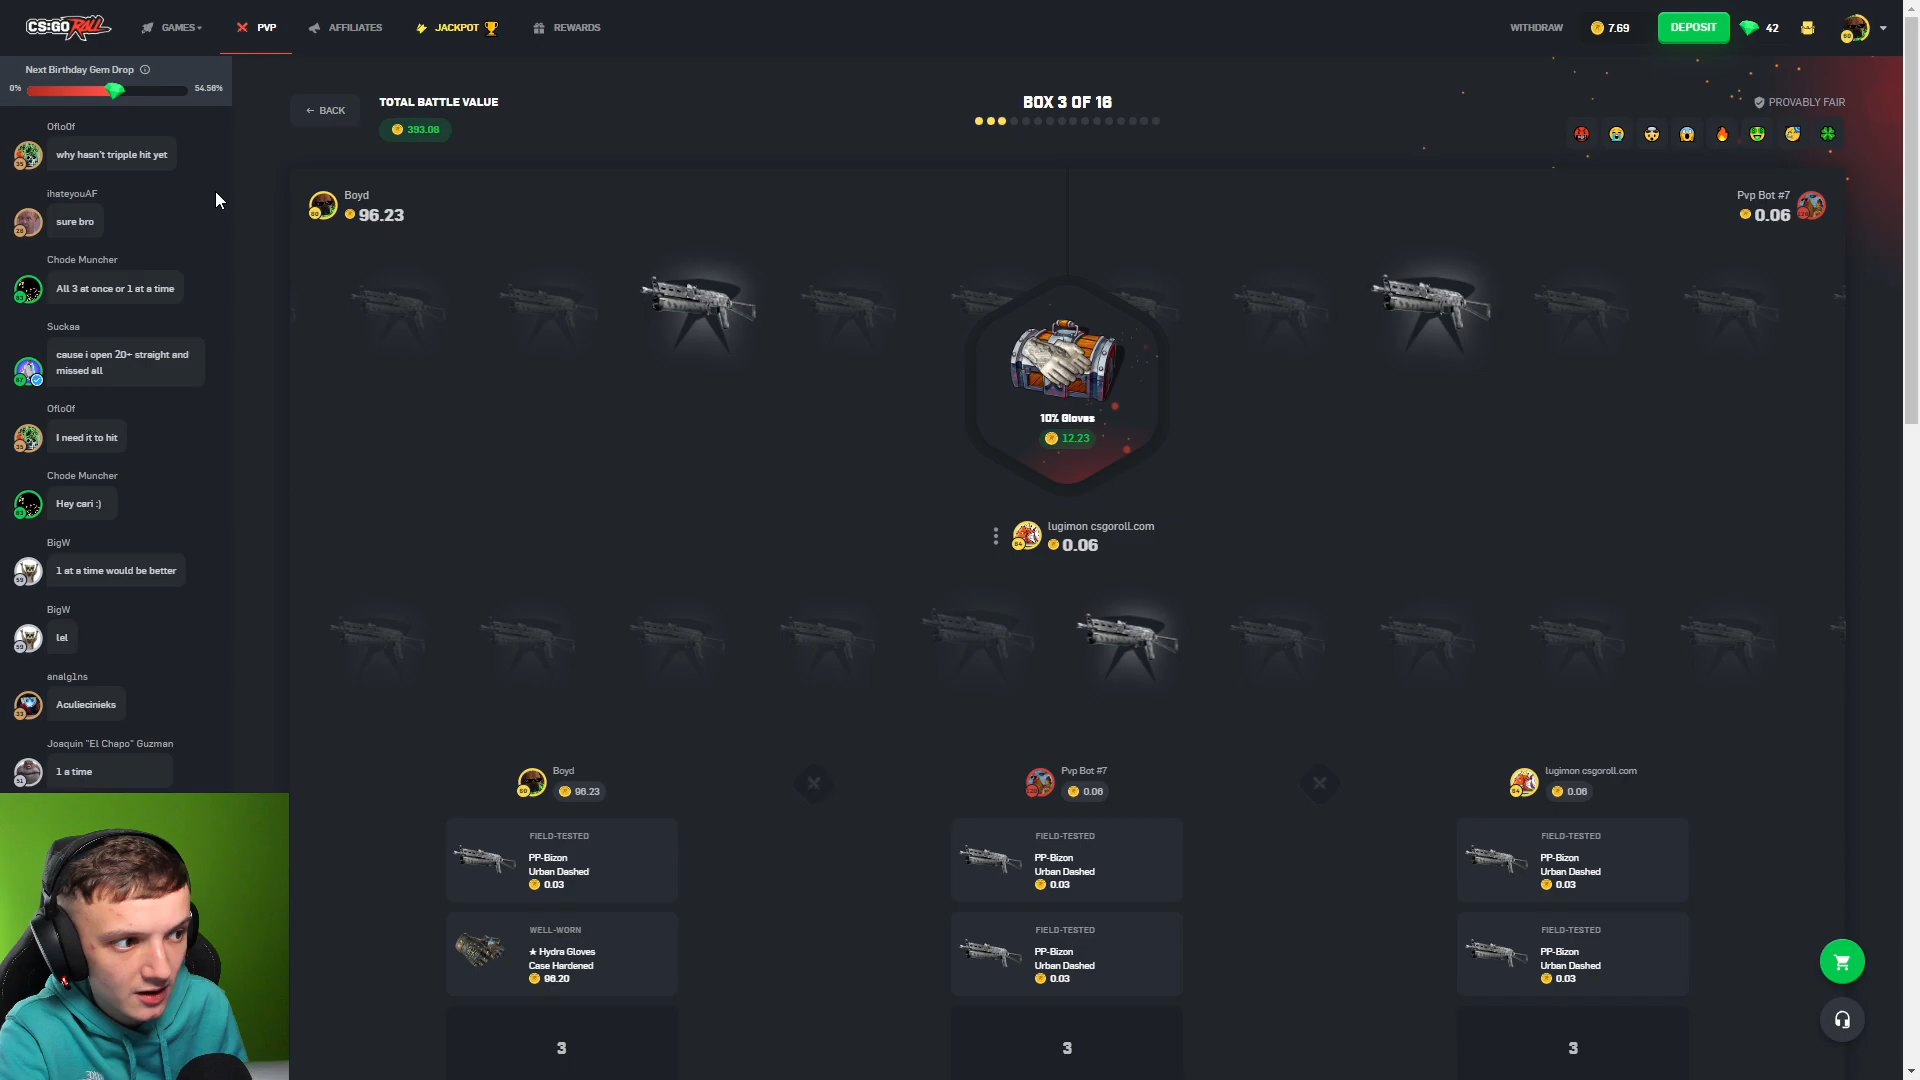 CS:GO ROLL
GAMES
PVP
AFFILIATES
JACKPOT
REWARDS
WITHDRAW
7.69
DEPOSIT
42
60
Next Birthday Gem Drop
0%
54.56%
BACK
TOTAL BATTLE VALUE
393.08
BOX 3 OF 16
PROVABLY FAIR
Oflo0f
why hasn't tripple hit yet
ihateyouAF
sure bro
Chode Muncher
All 3 at once or 1 at a time
Suckaa
cause i open 20+ straight and
missed all
Oflo0f
I need it to hit
Chode Muncher
Hey cari :)
BigW
1 at a time would be better
BigW
lel
analg1ns
Aculiecinieks
Joaquin "El Chapo" Guzman
1 a time
Boyd
96.23
Pvp Bot #7
0.06
10% Gloves
12.23
lugimon csgoroll.com
0.06
Boyd
96.23
Pvp Bot #7
0.06
lugimon csgoroll.com
0.06
FIELD-TESTED
PP-Bizon
Urban Dashed
0.03
FIELD-TESTED
PP-Bizon
Urban Dashed
0.03
FIELD-TESTED
PP-Bizon
Urban Dashed
0.03
WELL-WORN
★ Hydra Gloves
Case Hardened
96.20
FIELD-TESTED
PP-Bizon
Urban Dashed
0.03
FIELD-TESTED
PP-Bizon
Urban Dashed
0.03
3
3
3